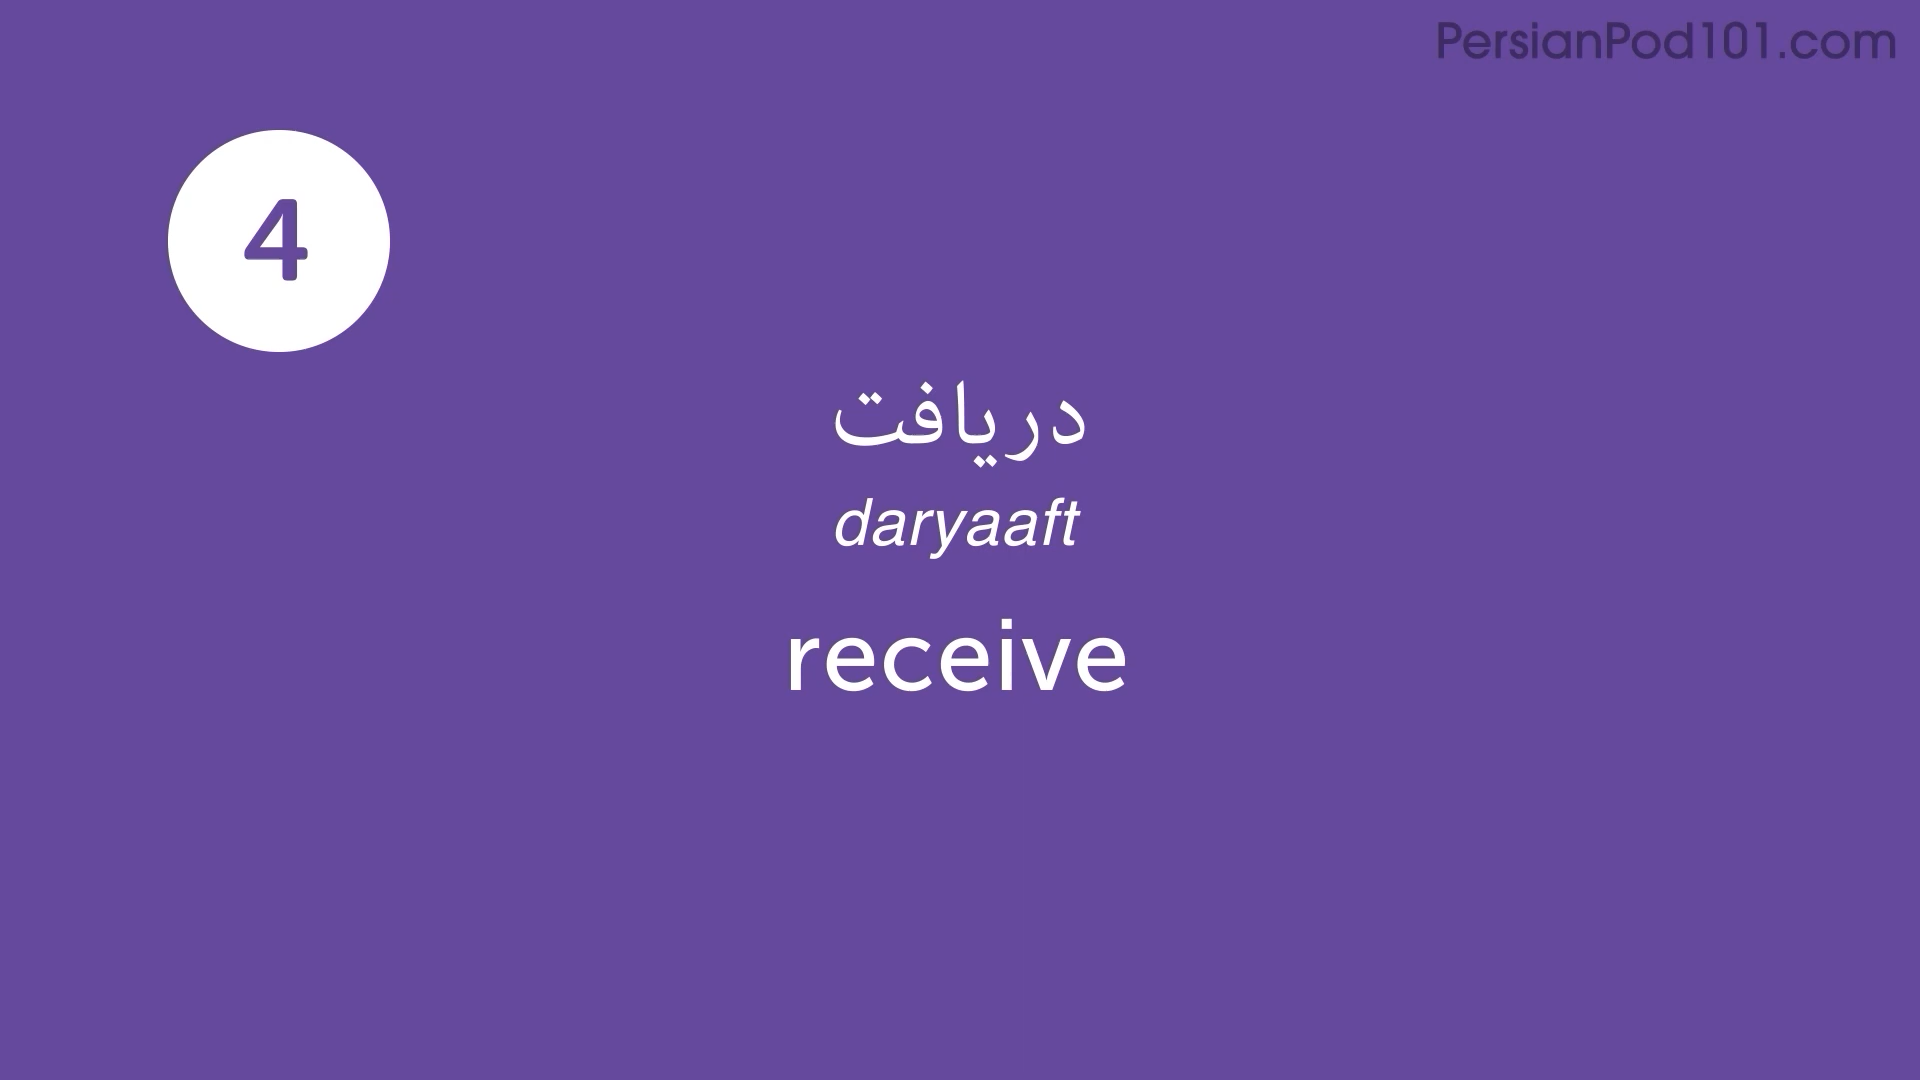 PersianPod101.com
4
دریافت
daryaaft
receive